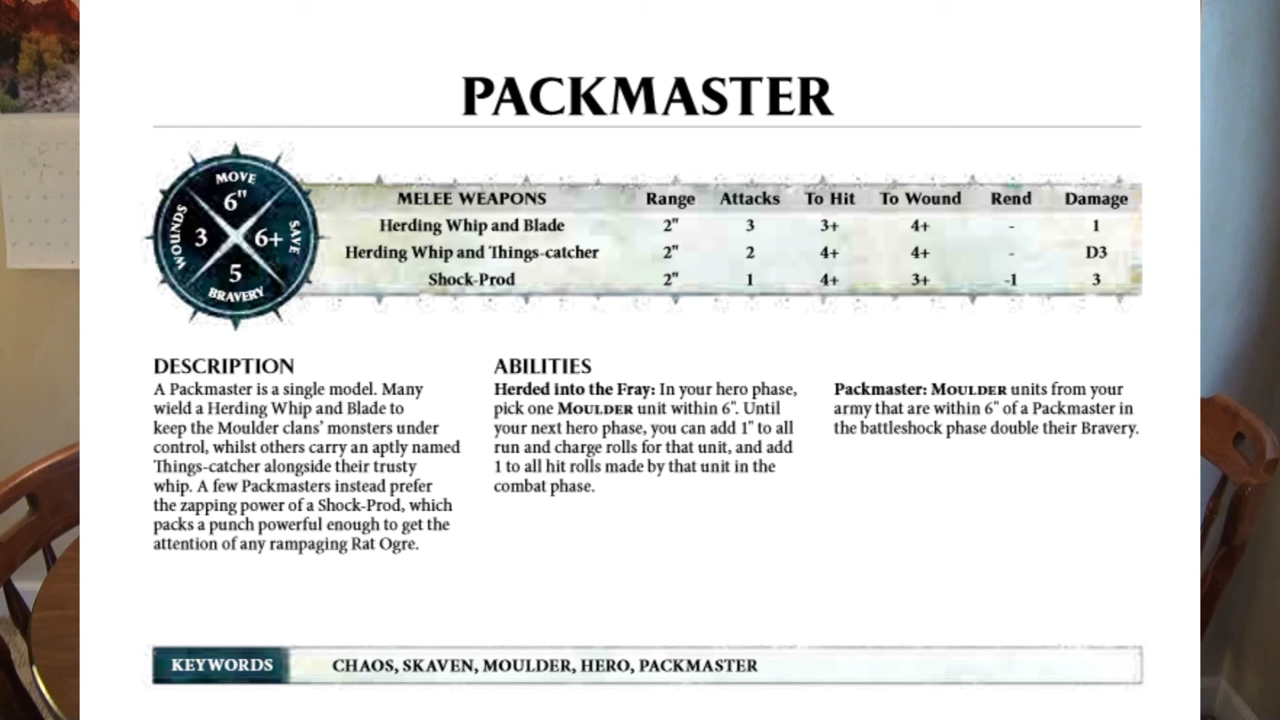 PACKMASTER
MOVE
6"
WOUNDS
3
6+
SAVE
5
BRAVERY
MELEE WEAPONS Range Attacks To Hit To Wound Rend Damage
Herding Whip and Blade 2" 3 3+ 4+ - 1
Herding Whip and Things-catcher 2" 2 4+ 4+ - D3
Shock-Prod 2" 1 4+ 3+ -1 3
DESCRIPTION
A Packmaster is a single model. Many
wield a Herding Whip and Blade to
keep the Moulder clans' monsters under
control, whilst others carry an aptly named
Things-catcher alongside their trusty
whip. A few Packmasters instead prefer
the zapping power of a Shock-Prod, which
packs a punch powerful enough to get the
attention of any rampaging Rat Ogre.
ABILITIES
Herded into the Fray: In your hero phase,
pick one MOULDER unit within 6". Until
your next hero phase, you can add 1" to all
run and charge rolls for that unit, and add
1 to all hit rolls made by that unit in the
combat phase.
Packmaster: MOULDER units from your
army that are within 6" of a Packmaster in
the battleshock phase double their Bravery.
KEYWORDS CHAOS, SKAVEN, MOULDER, HERO, PACKMASTER